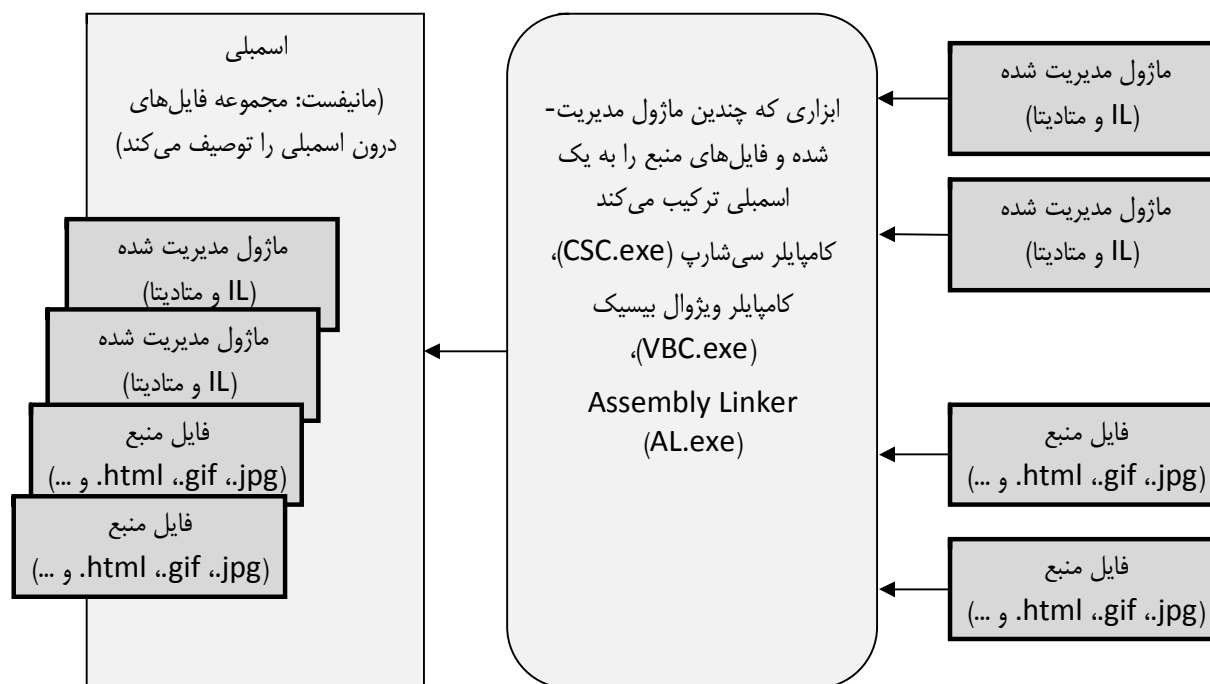 ماژول مدیریت شده
(IL و متادیتا)
ماژول مدیریت شده
(IL و متادیتا)
فایل منبع
(.jpg، .gif، .html و ...)
فایل منبع
(.jpg، .gif، .html و ...)
ابزاری که چندین ماژول مدیریت-
شده و فایل‌های منبع را به یک
اسمبلی ترکیب می‌کند
کامپایلر سی‌شارپ (CSC.exe)،
کامپایلر ویژوال بیسیک
(VBC.exe)،
Assembly Linker
(AL.exe)
اسمبلی
(مانیفست: مجموعه فایل‌های
درون اسمبلی را توصیف می‌کند)
ماژول مدیریت شده
(IL و متادیتا)
ماژول مدیریت شده
(IL و متادیتا)
فایل منبع
(.jpg، .gif، .html و ...)
فایل منبع
(.jpg، .gif، .html و ...)